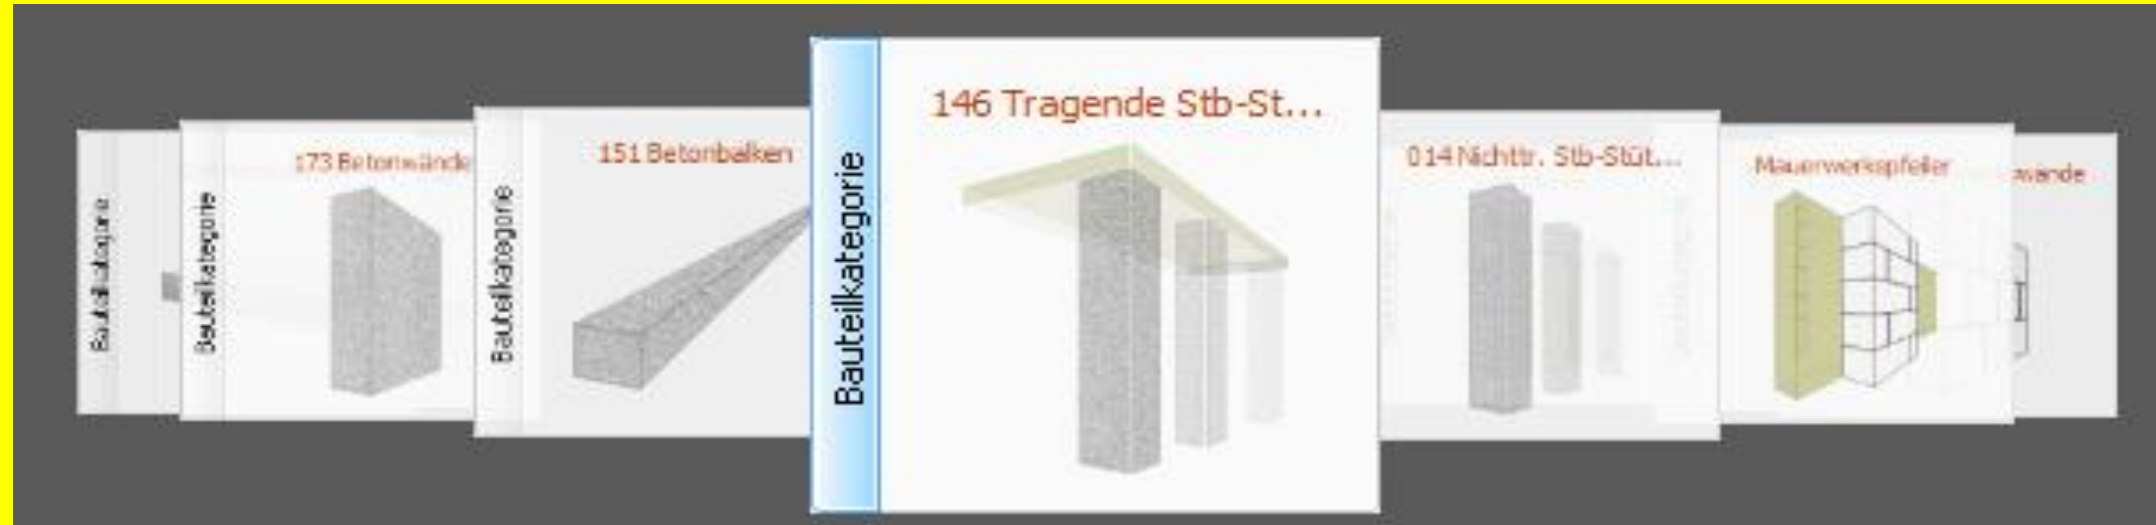 Bauteilkategorie
Bauteilkategorie
173 Betonwände
Bauteilkategorie
151 Betonbalken
Bauteilkategorie
146 Tragende Stb-St...
014 Nichttr. Stb-Stüt...
Mauerwerkspfeiler
wände